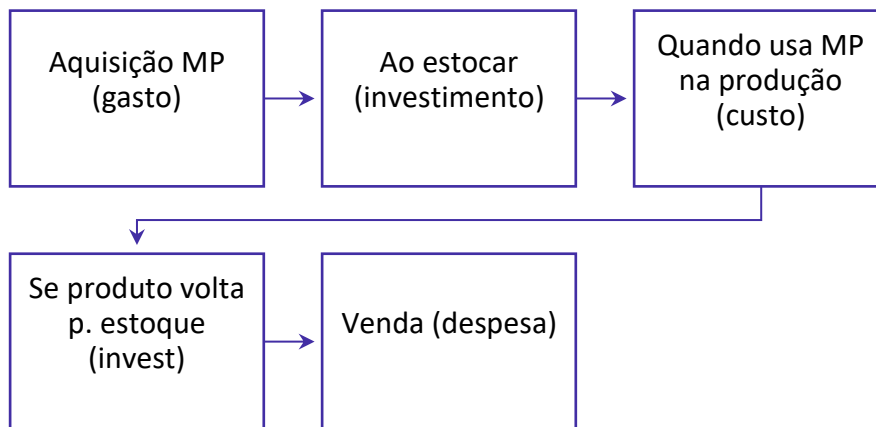 Aquisição MP
(gasto)
Ao estocar
(investimento)
Quando usa MP
na produção
(custo)
Se produto volta
p. estoque
(invest)
Venda (despesa)